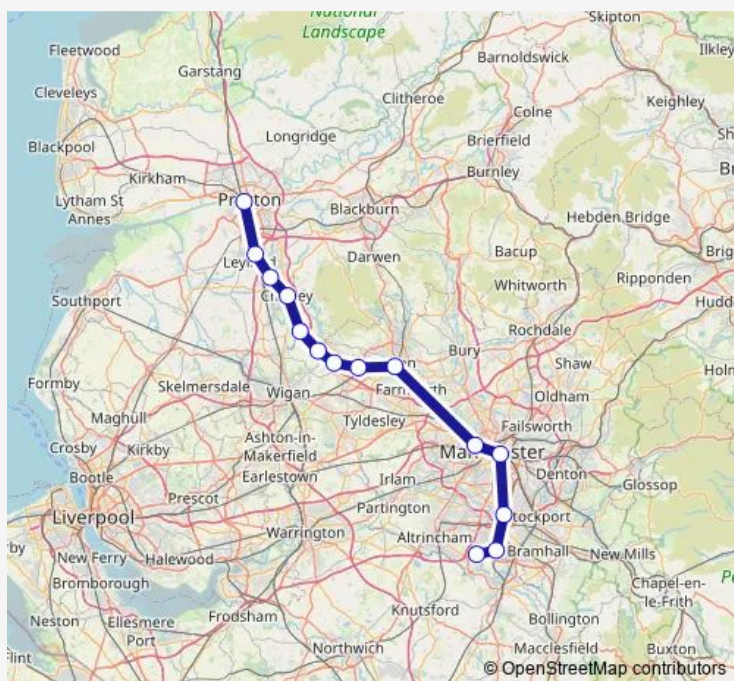 National
Landscape
Skipton
Fleetwood
Garstang
Barnoldswick
Ilkley
Cleveleys
Clitheroe
Colne
Keighley
Longridge
Brierfield
Blackpool
Kirkham
Burnley
Lytham St
Annes
Blackburn
Hebden Bridge
Darwen
Bacup
Southport
Whitworth
Ripponden
Rochdale
Formby
Skelmersdale
Wigan
Bury
Shaw
Oldham
Maghull
Tyldesley
Failsworth
Crosby
Kirkby
Ashton-in-
Makerfield
Bootle
Earlestown
Irlam
Denton
Glossop
Prescot
Liverpool
Partington
Warrington
Altrincham
New Ferry
Halewood
Bramhall
New Mills
Bromborough
Chapel-en-
le-Frith
Neston
Ellesmere
Port
Frodsham
Knutsford
Bollington
Northwich
Macclesfield
Buxton
© OpenStreetMap contributors